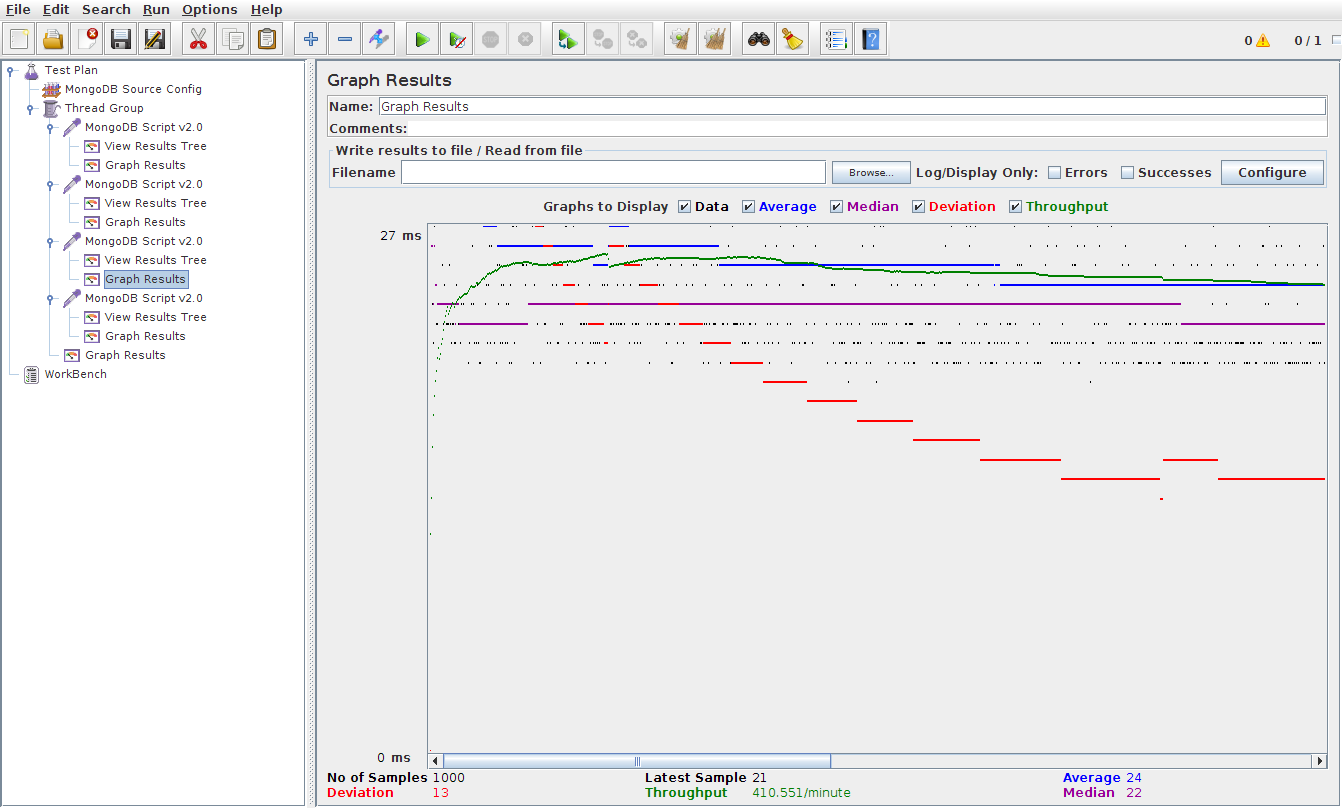 File Edit Search Run Options Help
0 0 / 1
Test Plan
MongoDB Source Config
Thread Group
MongoDB Script v2.0
View Results Tree
Graph Results
MongoDB Script v2.0
View Results Tree
Graph Results
MongoDB Script v2.0
View Results Tree
Graph Results
MongoDB Script v2.0
View Results Tree
Graph Results
Graph Results
WorkBench
Graph Results
Name: Graph Results
Comments:
Write results to file / Read from file
Filename Browse... Log/Display Only: Errors Successes Configure
Graphs to Display Data Average Median Deviation Throughput
27 ms
0 ms
No of Samples 1000 Latest Sample 21 Average 24
Deviation 13 Throughput 410.551/minute Median 22